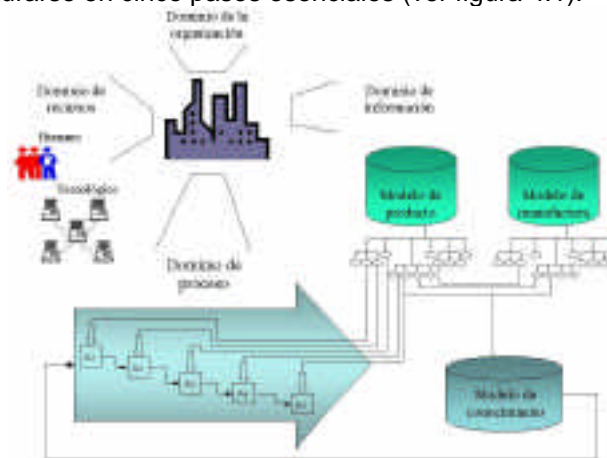 urarse en cinco pasos esenciales (ver figura 4.1).
Dominio de la
organización
Dominio de
recursos
Dominio de
información
Humano
Tecnológico
Modelo de
producto
Modelo de
manufactura
Dominio de
proceso
Modelo de
conocimiento